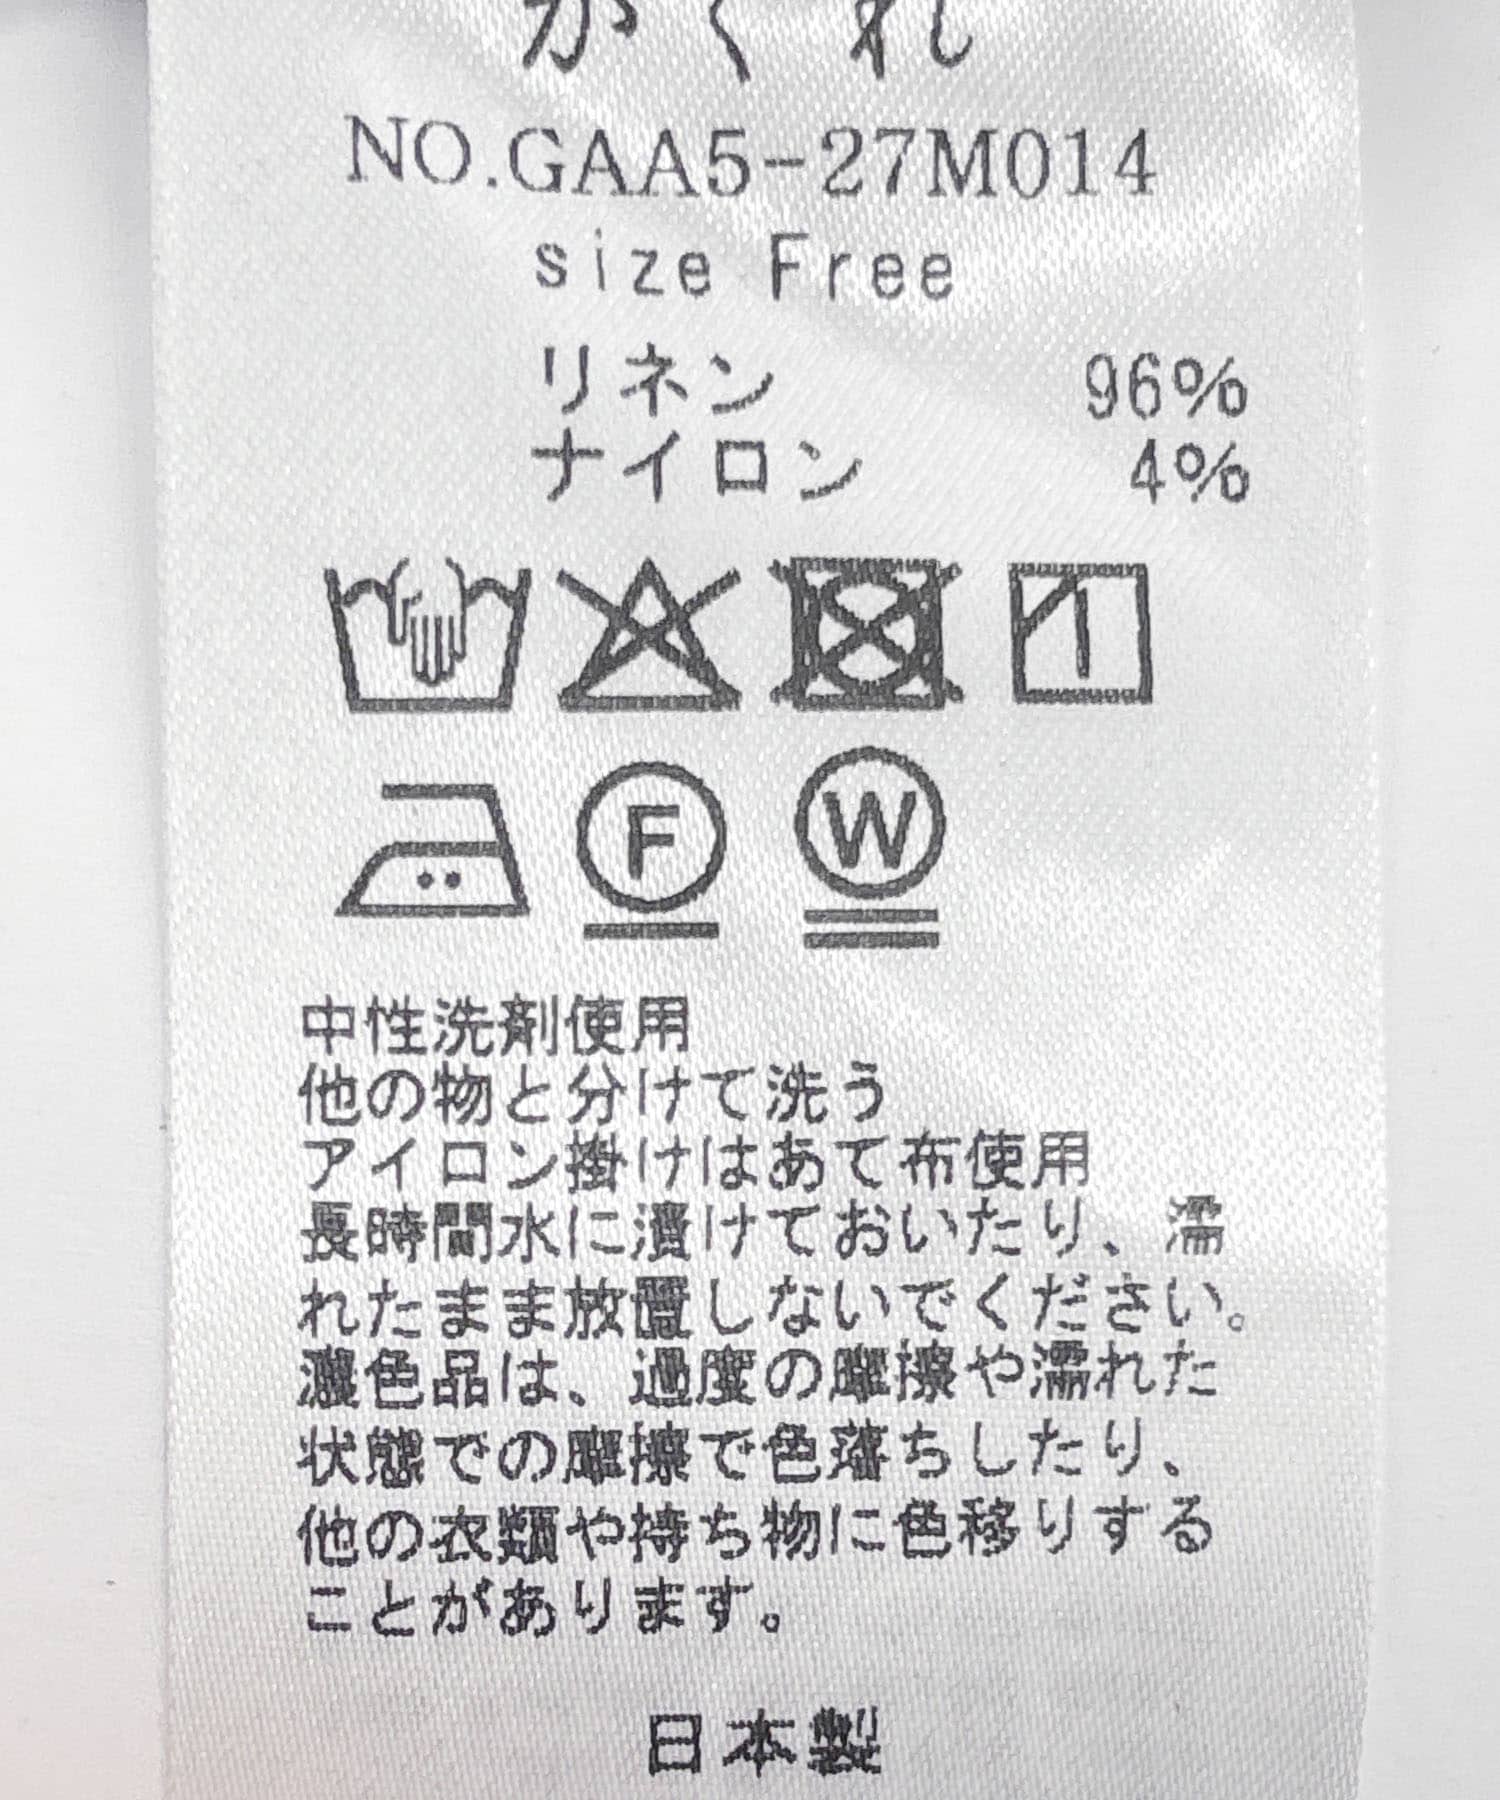 がくれ
NO.GAA5-27M014
size Free
リネン 96%
ナイロン 4%
F W
中性洗剤使用
他の物と分けて洗う
アイロン掛けはあて布使用
長時間水に漬けておいたり、濡
れたまま放置しないでください。
濃色品は、過度の摩擦や濡れた
状態での摩擦で色落ちしたり、
他の衣類や持ち物に色移りする
ことがあります。
日本製